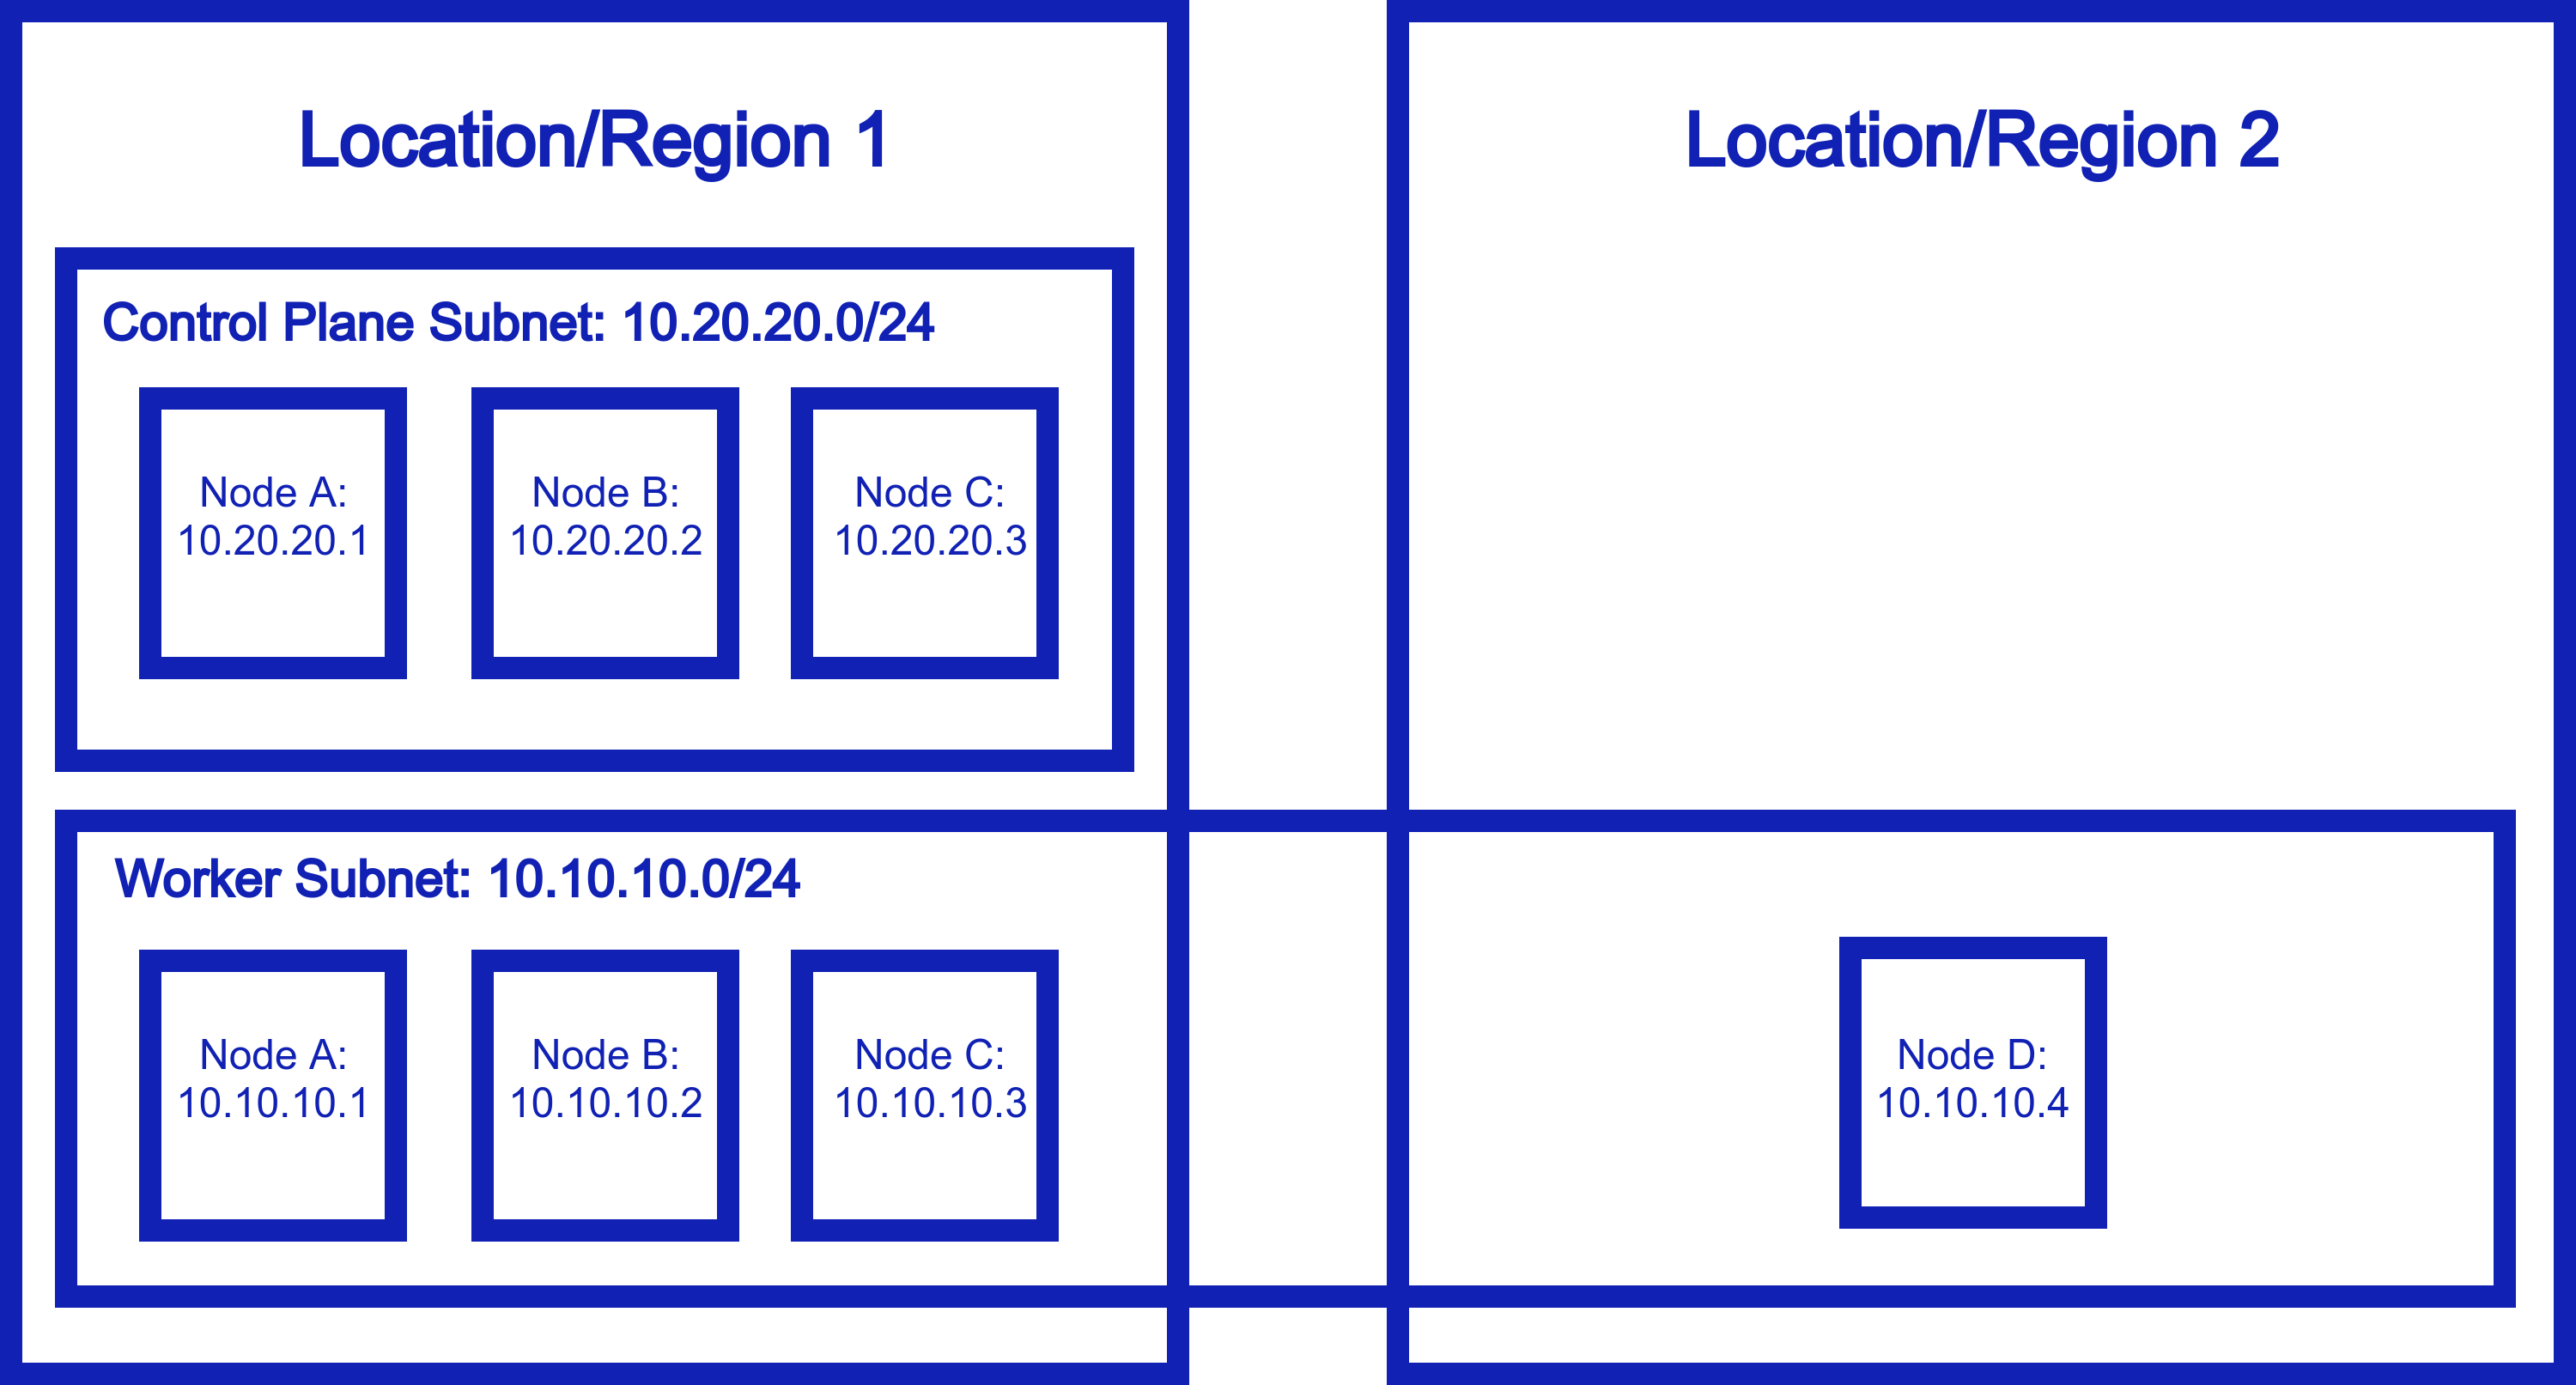 Location/Region 1
Location/Region 2
Control Plane Subnet: 10.20.20.0/24
Node A:
10.20.20.1
Node B:
10.20.20.2
Node C:
10.20.20.3
Worker Subnet: 10.10.10.0/24
Node A:
10.10.10.1
Node B:
10.10.10.2
Node C:
10.10.10.3
Node D:
10.10.10.4